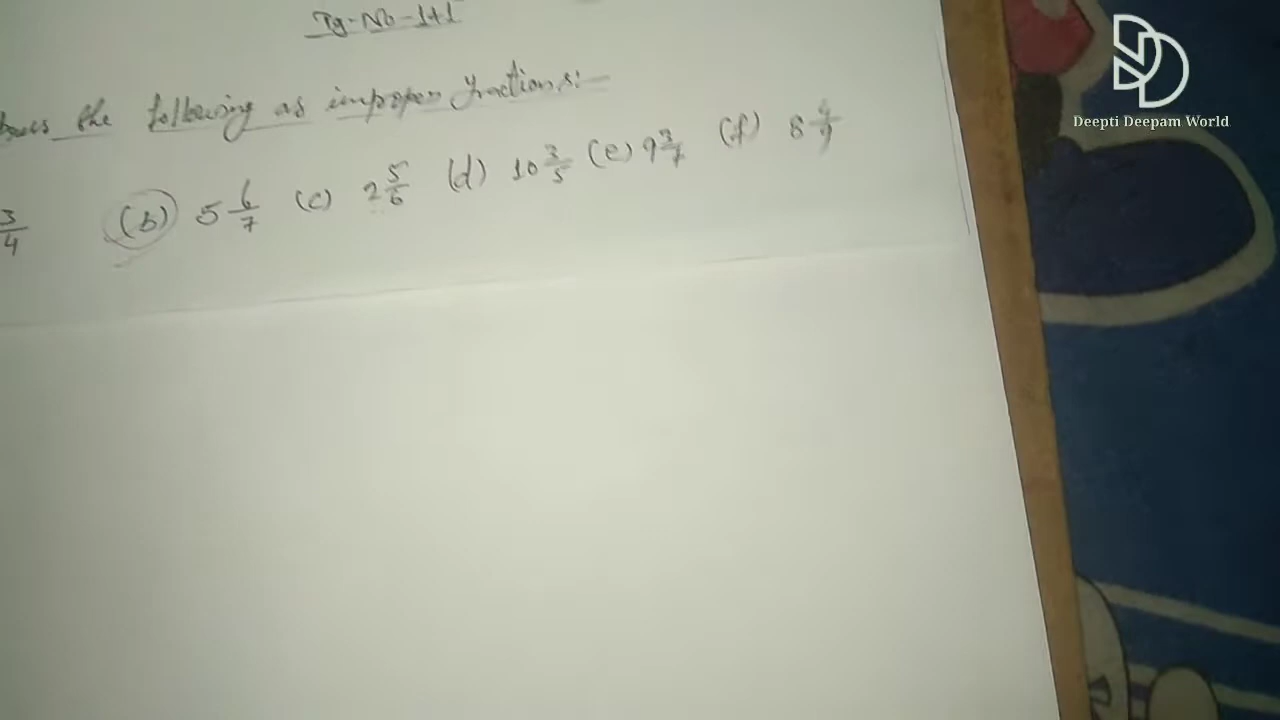 Pg-No-141
the following as improper fractions:-
3/4 (b) 5 6/7 (c) 2 5/6 (d) 10 3/5 (e) 9 3/7 (f) 8 4/9
Deepti Deepam World